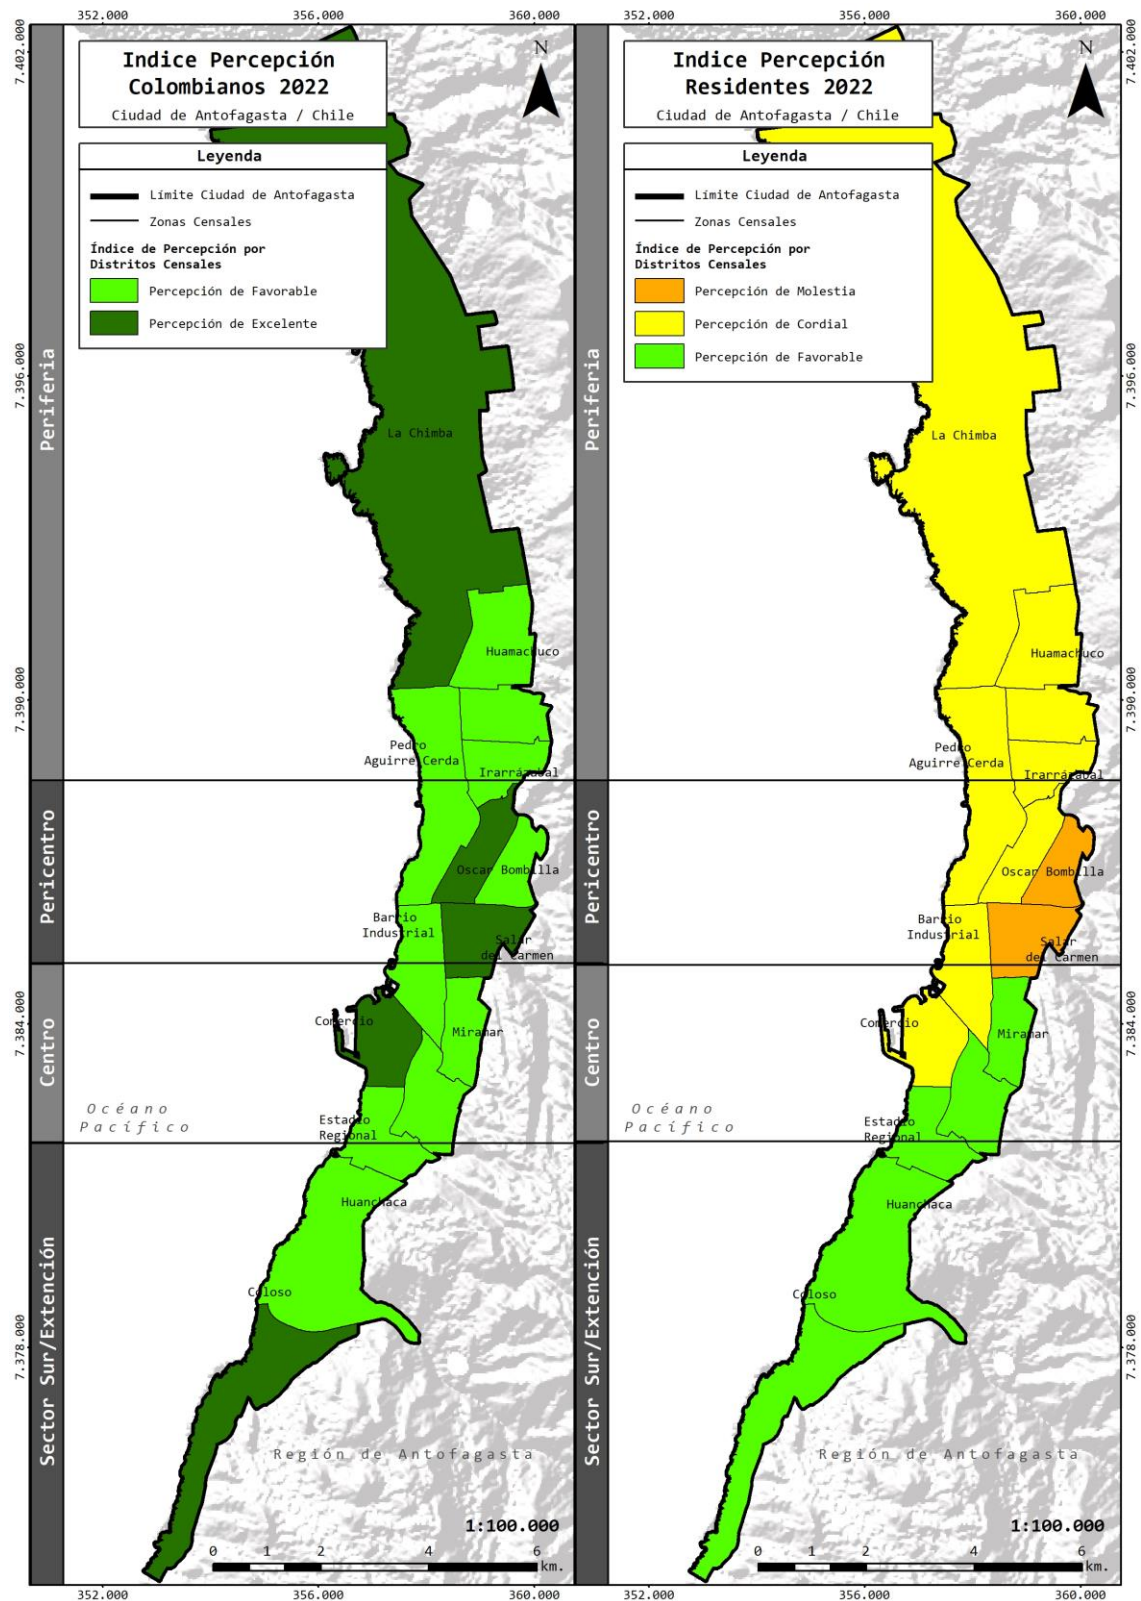 352.000
356.000
360.000
352.000
356.000
360.000
7.402.000
7.396.000
7.390.000
7.384.000
7.378.000
Periferia
Pericentro
Centro
Sector Sur/Extención
Indice Percepción
Colombianos 2022
Ciudad de Antofagasta / Chile
N
Leyenda
Límite Ciudad de Antofagasta
Zonas Censales
Índice de Percepción por
Distritos Censales
Percepción de Favorable
Percepción de Excelente
La Chimba
Huamachuco
Pedro
Aguirre Cerda
Irarrázabal
Oscar Bombilla
Barrio
Industrial
Salar
del Carmen
Comercio
Miramar
Océano
Pacífico
Estadio
Regional
Huanchaca
Coloso
Región de Antofagasta
1:100.000
0 1 2 4 6
km.
352.000
356.000
360.000
Periferia
Pericentro
Centro
Sector Sur/Extención
Indice Percepción
Residentes 2022
Ciudad de Antofagasta / Chile
N
Leyenda
Límite Ciudad de Antofagasta
Zonas Censales
Índice de Percepción por
Distritos Censales
Percepción de Molestia
Percepción de Cordial
Percepción de Favorable
La Chimba
Huamachuco
Pedro
Aguirre Cerda
Irarrázabal
Oscar Bombilla
Barrio
Industrial
Salar
del Carmen
Comercio
Miramar
Océano
Pacífico
Estadio
Regional
Huanchaca
Coloso
Región de Antofagasta
1:100.000
0 1 2 4 6
km.
7.402.000
7.396.000
7.390.000
7.384.000
7.378.000
352.000
356.000
360.000